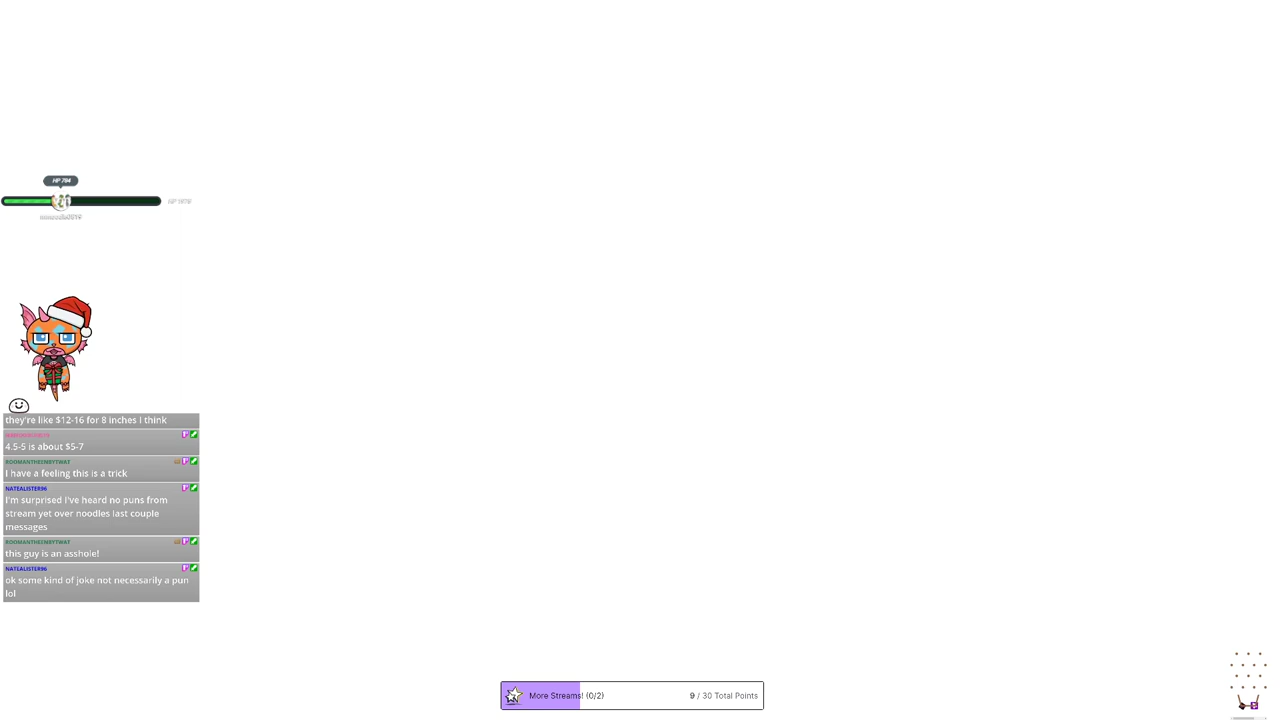 HP 784
they're like $12-16 for 8 inches I think
4.5-5 is about $5-7
ROOMANTHEENBYTWAT
I have a feeling this is a trick
NATEALISTER96
I'm surprised I've heard no puns from
stream yet over noodles last couple
messages
ROOMANTHEENBYTWAT
this guy is an asshole!
NATEALISTER96
ok some kind of joke not necessarily a pun
lol
More Streams! (0/2) 9 / 30 Total Points